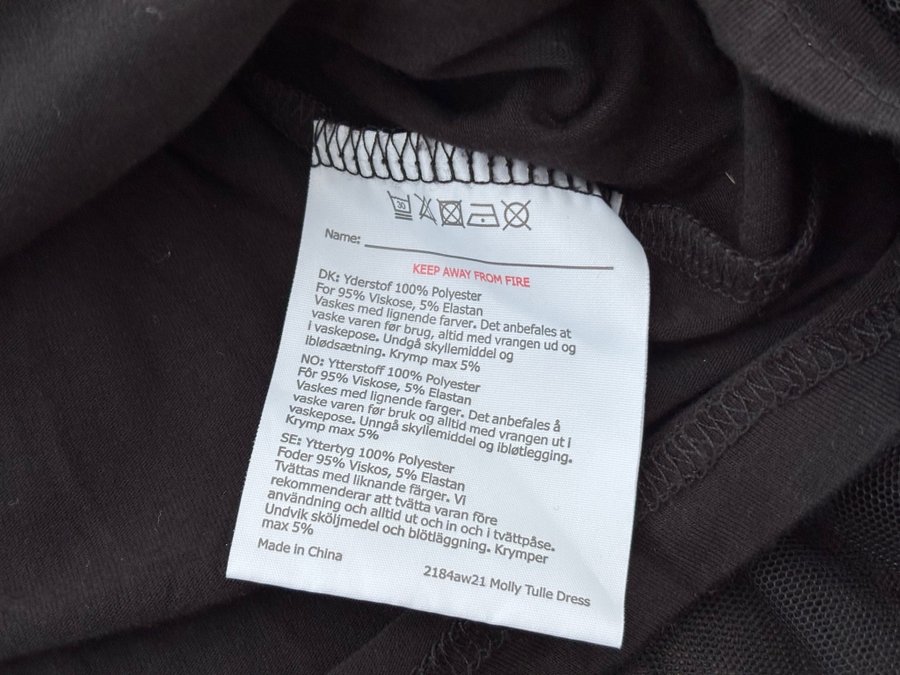 30
Name:
KEEP AWAY FROM FIRE
DK: Yderstof 100% Polyester
For 95% Viskose, 5% Elastan
Vaskes med lignende farver. Det anbefales at
vaske varen før brug, altid med vrangen ud og
i vaskepose. Undgå skyllemiddel og
iblødsætning. Krymp max 5%
NO: Ytterstoff 100% Polyester
Fôr 95% Viskose, 5% Elastan
Vaskes med lignende farger. Det anbefales å
vaske varen før bruk og alltid med vrangen ut i
vaskepose. Unngå skyllemiddel og ibløtlegging.
Krymp max 5%
SE: Yttertyg 100% Polyester
Foder 95% Viskos, 5% Elastan
Tvättas med liknande färger. Vi
rekommenderar att tvätta varan före
användning och alltid ut och in och i tvättpåse.
Undvik sköljmedel och blötläggning. Krymper
max 5%
Made in China
2184aw21 Molly Tulle Dress